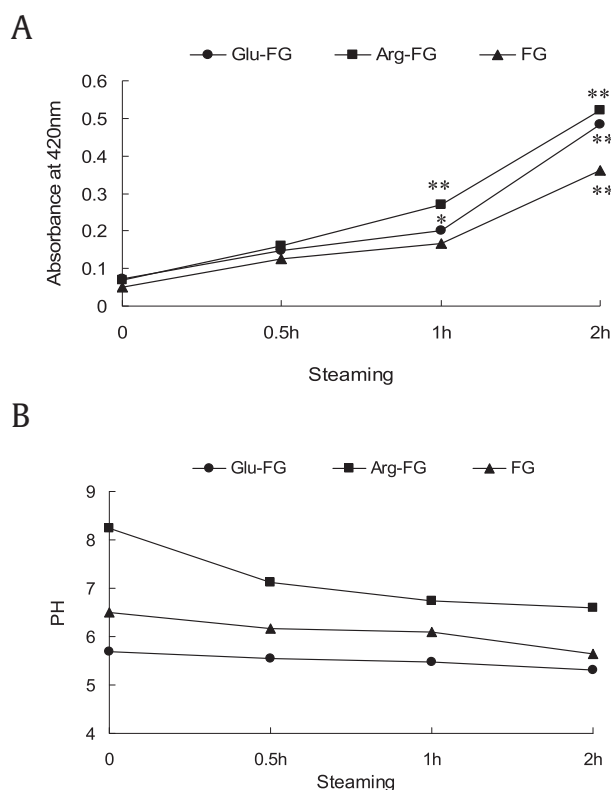 A
Glu-FG Arg-FG FG
0.6
0.5
0.4
0.3
0.2
0.1
0
Absorbance at 420nm
**
*
**
**
**
0 0.5h 1h 2h
Steaming
B
Glu-FG Arg-FG FG
9
8
7
6
5
4
PH
0 0.5h 1h 2h
Steaming